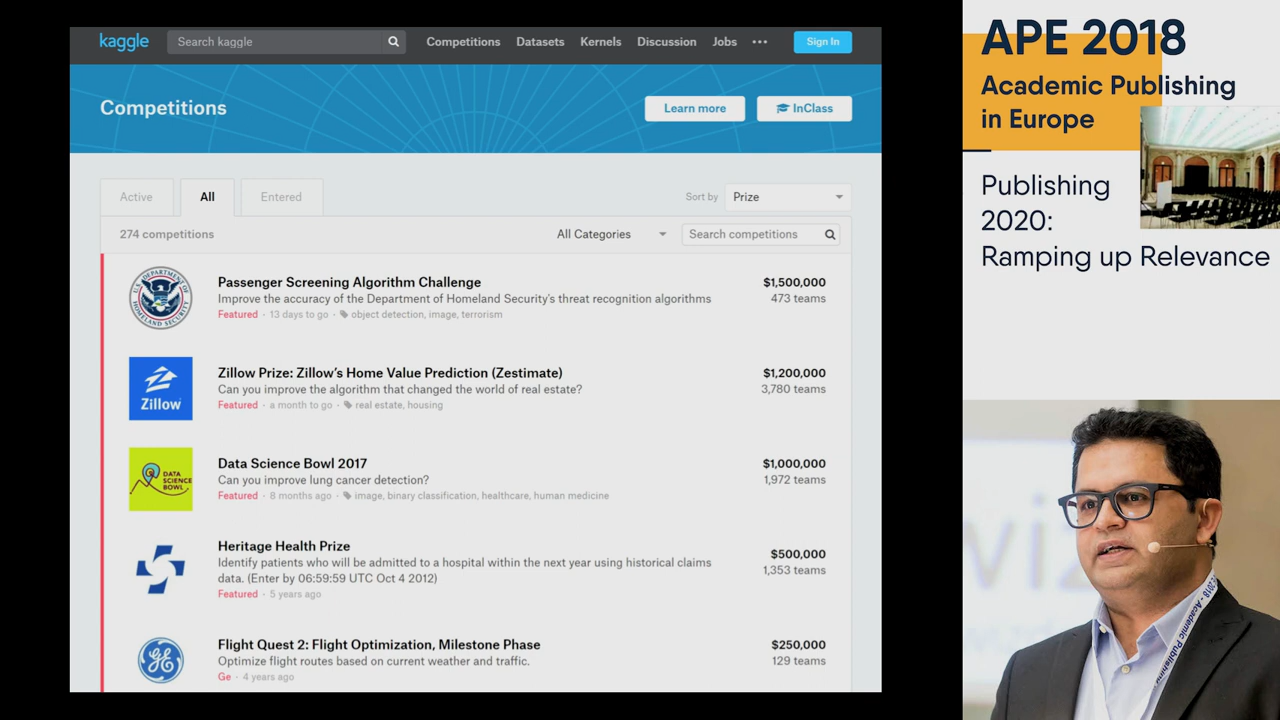 kaggle
Search kaggle
Competitions Datasets Kernels Discussion Jobs ...
Sign In
Competitions
Learn more
InClass
Active
All
Entered
Sort by
Prize
274 competitions
All Categories
Search competitions
Passenger Screening Algorithm Challenge
$1,500,000
Improve the accuracy of the Department of Homeland Security's threat recognition algorithms
473 teams
Featured · 13 days to go · object detection, image, terrorism
Zillow
Zillow Prize: Zillow's Home Value Prediction (Zestimate)
$1,200,000
Can you improve the algorithm that changed the world of real estate?
3,780 teams
Featured · a month to go · real estate, housing
DATA
SCIENCE
BOWL
Data Science Bowl 2017
$1,000,000
Can you improve lung cancer detection?
1,972 teams
Featured · 8 months ago · image, binary classification, healthcare, human medicine
Heritage Health Prize
$500,000
Identify patients who will be admitted to a hospital within the next year using historical claims
data. (Enter by 06:59:59 UTC Oct 4 2012)
1,353 teams
Featured · 5 years ago
Flight Quest 2: Flight Optimization, Milestone Phase
$250,000
Optimize flight routes based on current weather and traffic.
129 teams
Ge · 4 years ago
APE 2018
Academic Publishing
in Europe
Publishing
2020:
Ramping up Relevance
2018 - Academic Publishing